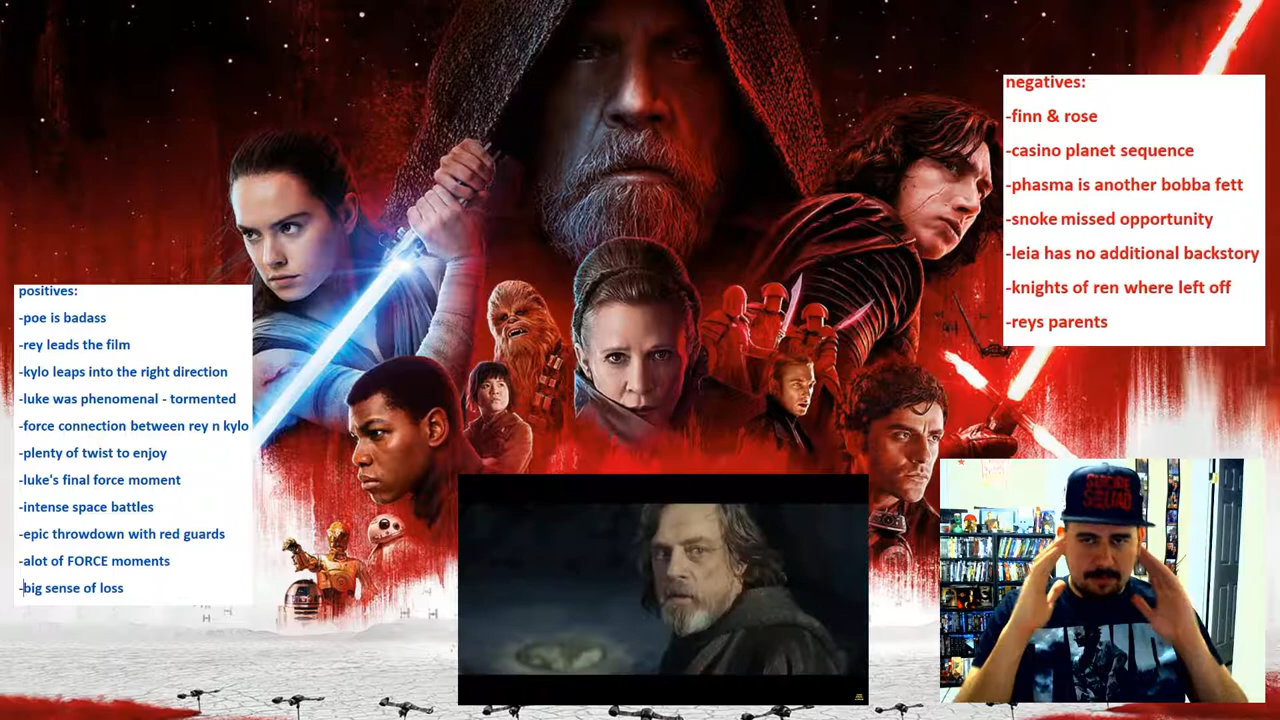 positives:
-poe is badass
-rey leads the film
-kylo leaps into the right direction
-luke was phenomenal - tormented
-force connection between rey n kylo
-plenty of twist to enjoy
-luke's final force moment
-intense space battles
-epic throwdown with red guards
-alot of FORCE moments
big sense of loss
negatives:
-finn & rose
-casino planet sequence
-phasma is another bobba fett
-snoke missed opportunity
-leia has no additional backstory
-knights of ren where left off
-reys parents
SUICIDE
SQUAD